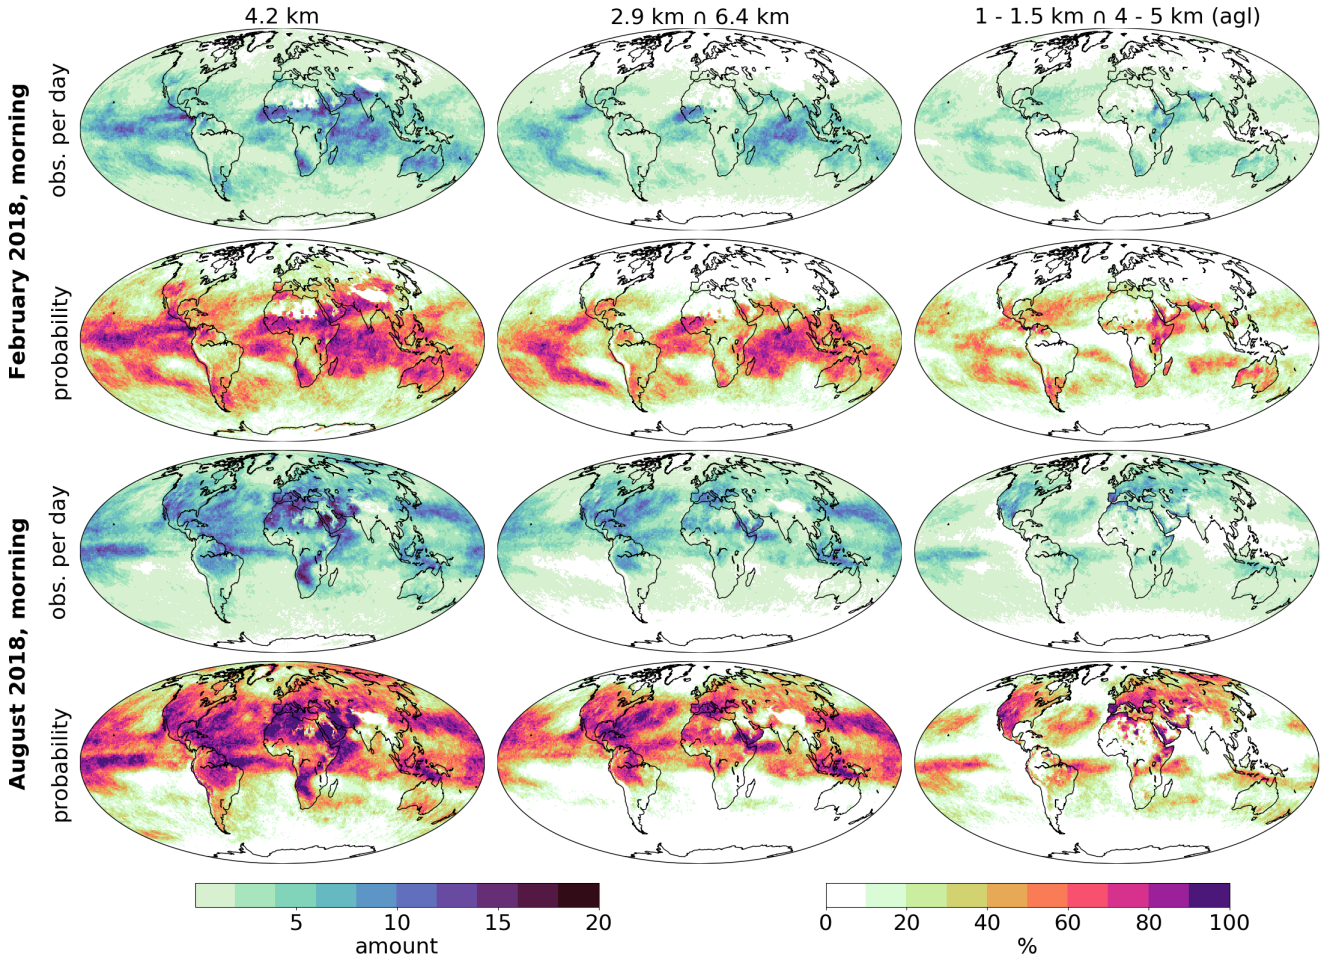 4.2 km
2.9 km ∩ 6.4 km
1 - 1.5 km ∩ 4 - 5 km (agl)
February 2018, morning
obs. per day
probability
August 2018, morning
obs. per day
probability
5 10 15 20
amount
0 20 40 60 80 100
%